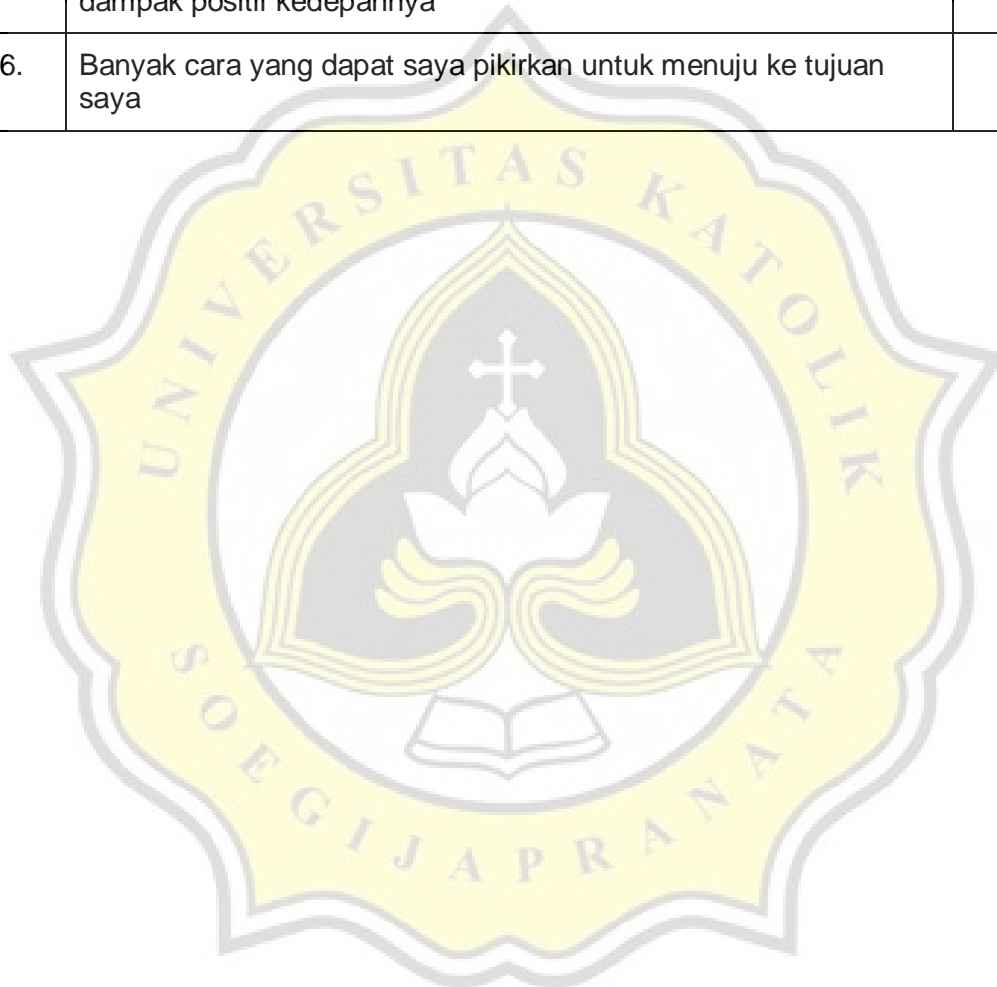 dampak positif kedepannya
6. Banyak cara yang dapat saya pikirkan untuk menuju ke tujuan
saya
UNIVERSITAS KATOLIK
SOEGIJAPRANATA